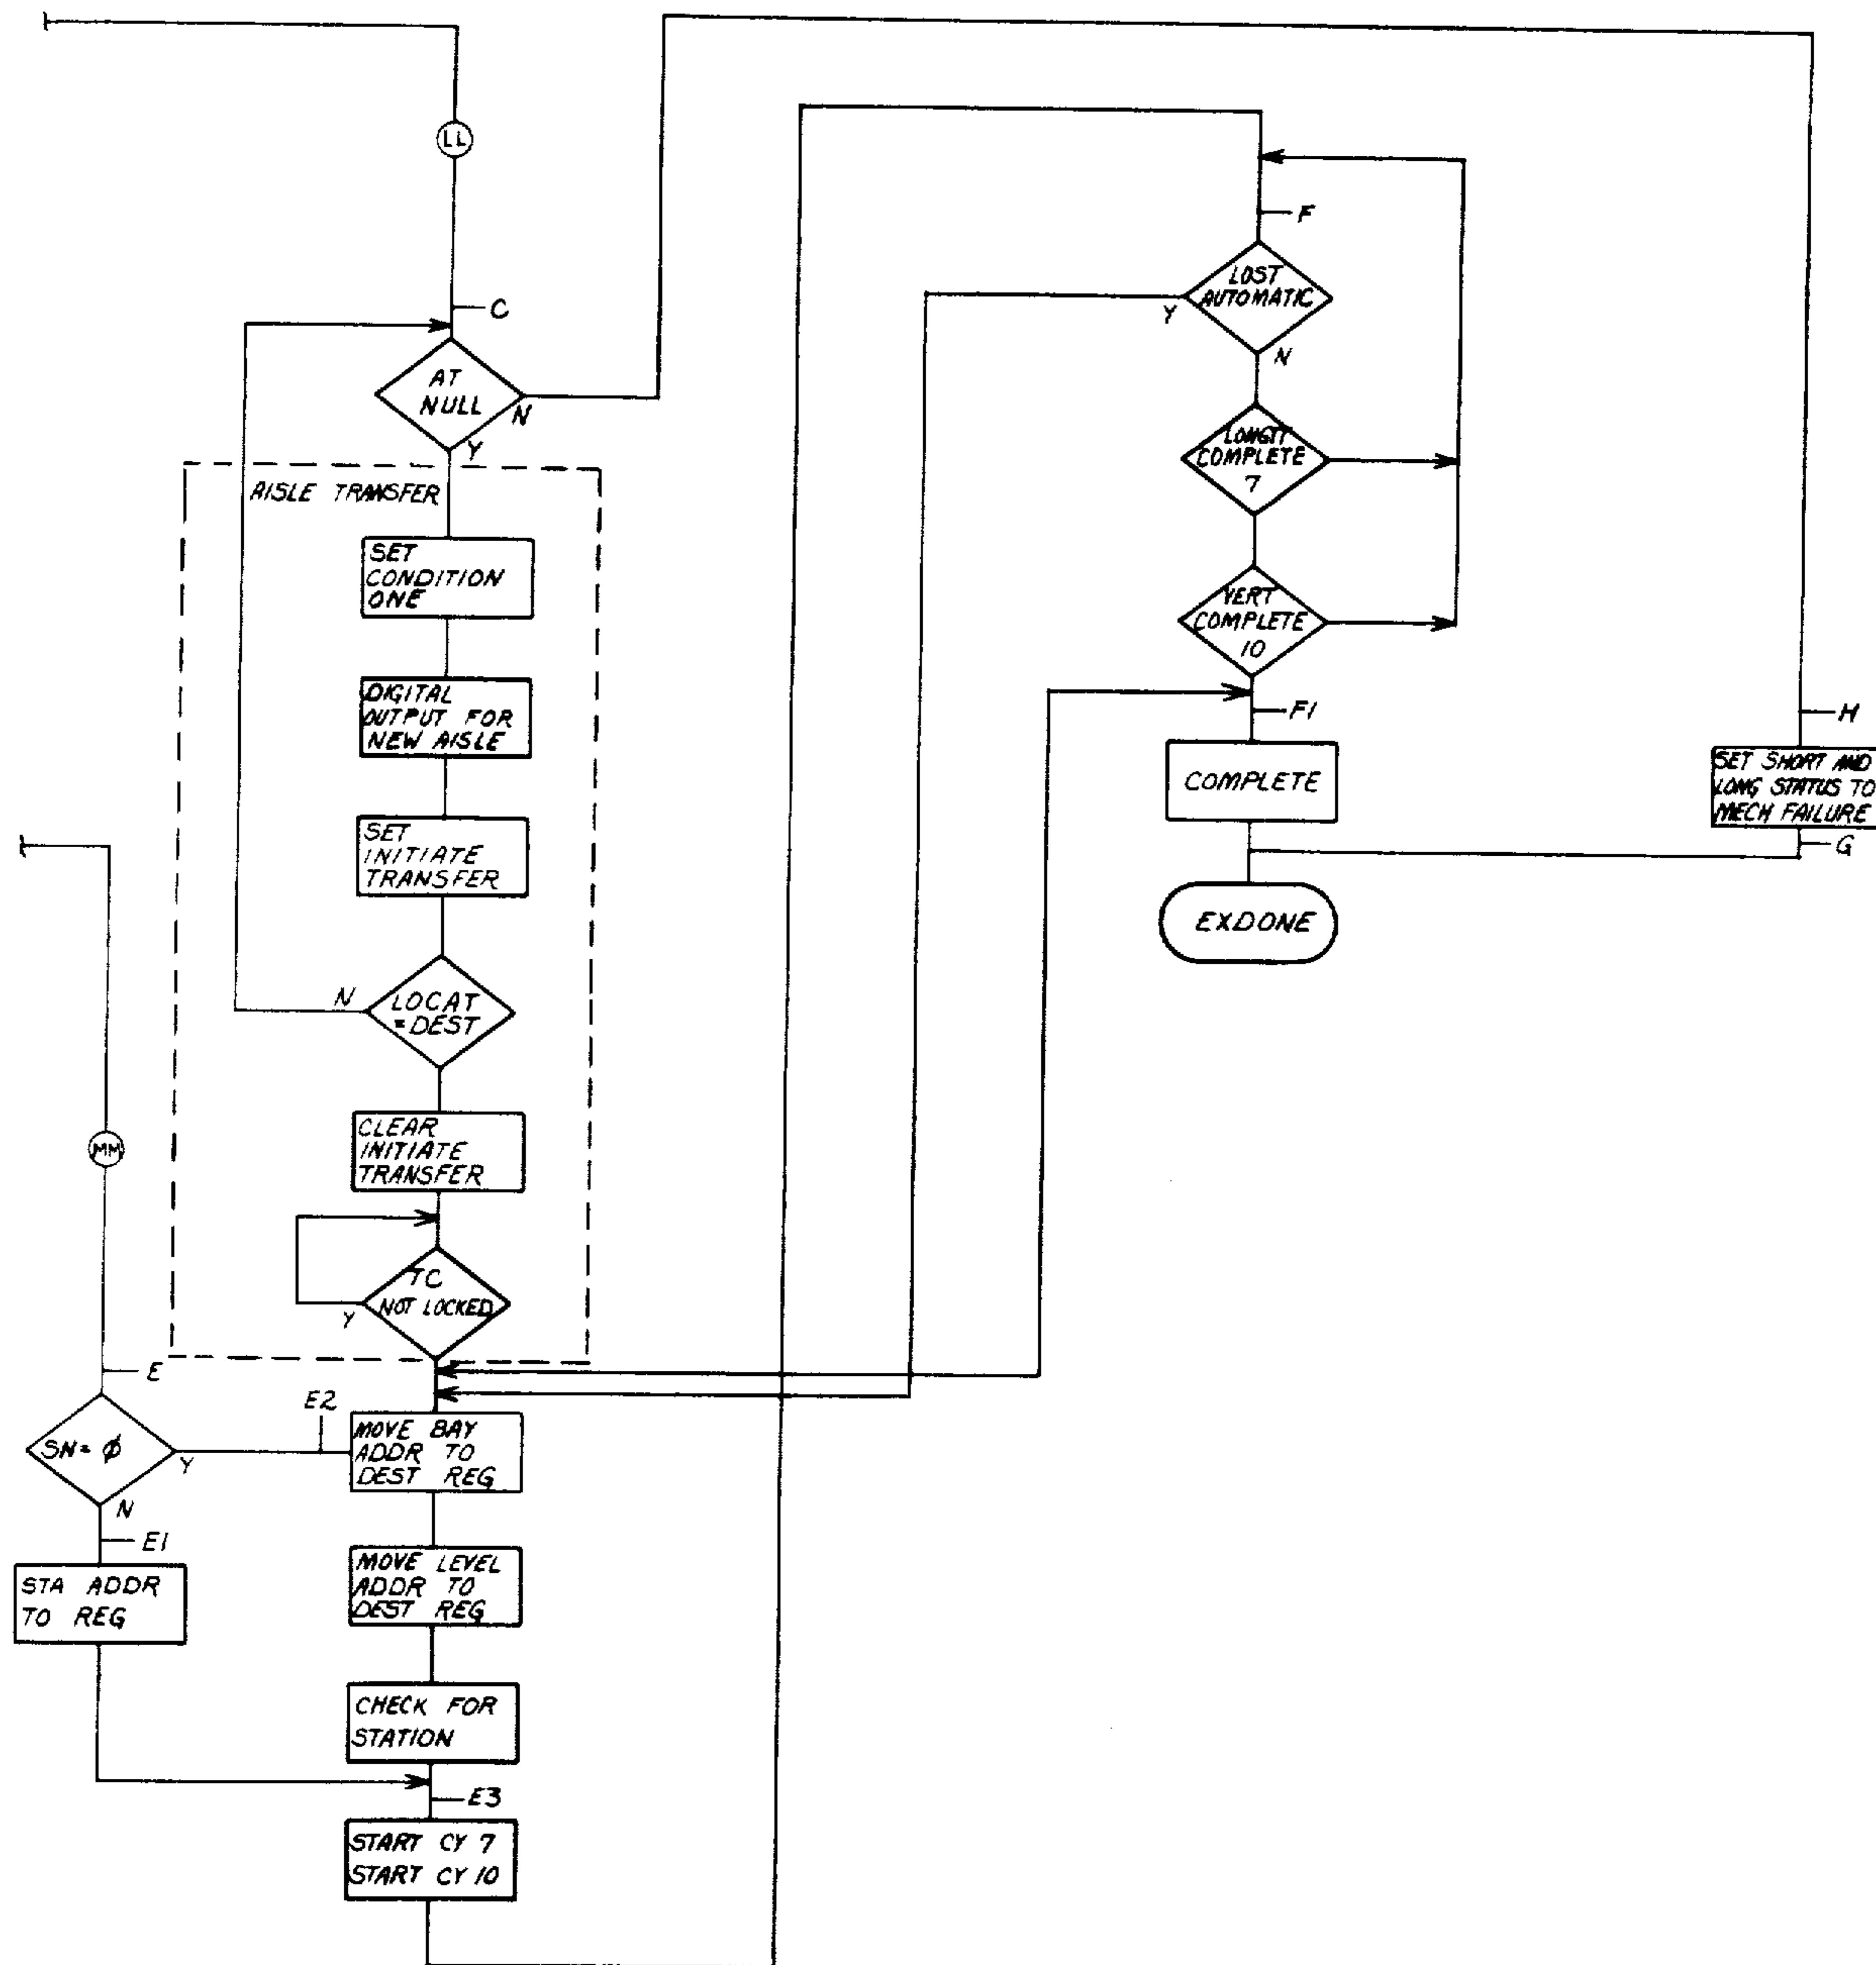 LL
C
AT
NULL
N
Y
AISLE TRANSFER
SET
CONDITION
ONE
DIGITAL
OUTPUT FOR
NEW AISLE
SET
INITIATE
TRANSFER
N
LOCAT
= DEST
CLEAR
INITIATE
TRANSFER
TC
NOT LOCKED
Y
MM
E
SN= Ø
Y
E2
N
E1
STA ADDR
TO REG
MOVE BAY
ADDR TO
DEST REG
MOVE LEVEL
ADDR TO
DEST REG
CHECK FOR
STATION
E3
START CY 7
START CY 10
F
LOST
AUTOMATIC
Y
N
LONGIT
COMPLETE
7
VERT
COMPLETE
10
F1
COMPLETE
EXDONE
H
SET SHORT AND
LONG STATUS TO
MECH FAILURE
G